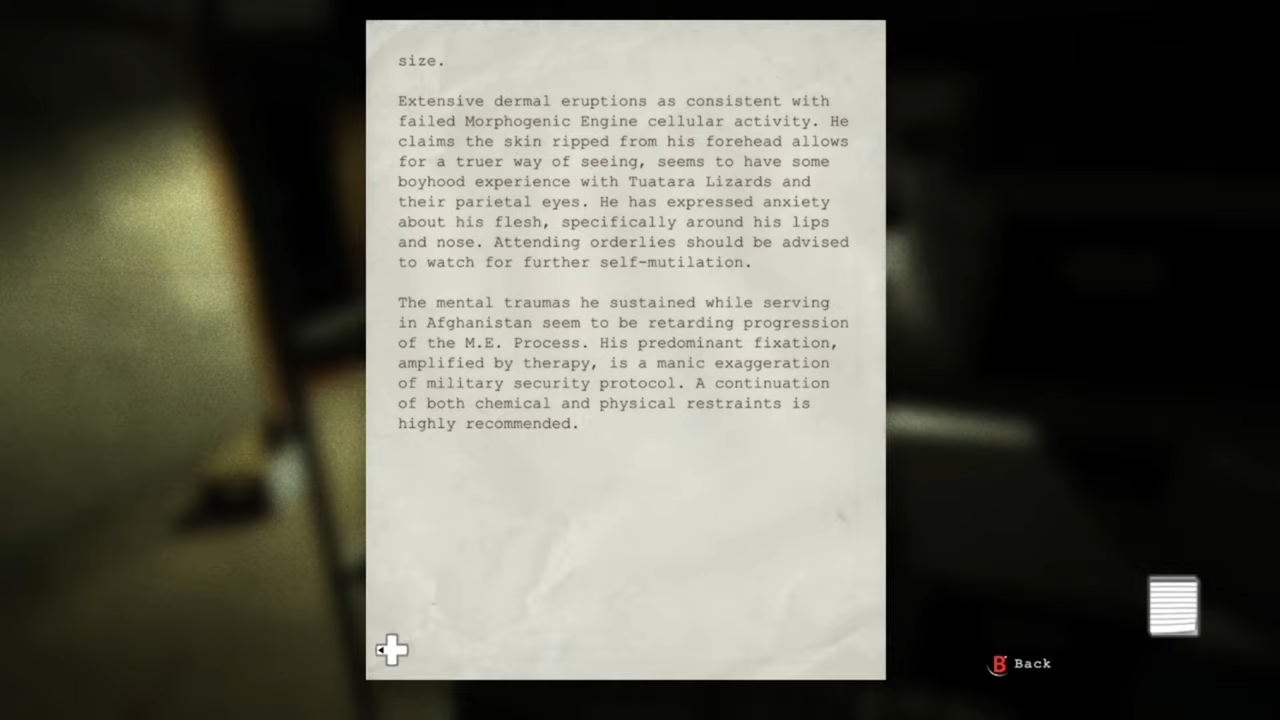 size.
Extensive dermal eruptions as consistent with
failed Morphogenic Engine cellular activity. He
claims the skin ripped from his forehead allows
for a truer way of seeing, seems to have some
boyhood experience with Tuatara Lizards and
their parietal eyes. He has expressed anxiety
about his flesh, specifically around his lips
and nose. Attending orderlies should be advised
to watch for further self-mutilation.
The mental traumas he sustained while serving
in Afghanistan seem to be retarding progression
of the M.E. Process. His predominant fixation,
amplified by therapy, is a manic exaggeration
of military security protocol. A continuation
of both chemical and physical restraints is
highly recommended.
B Back